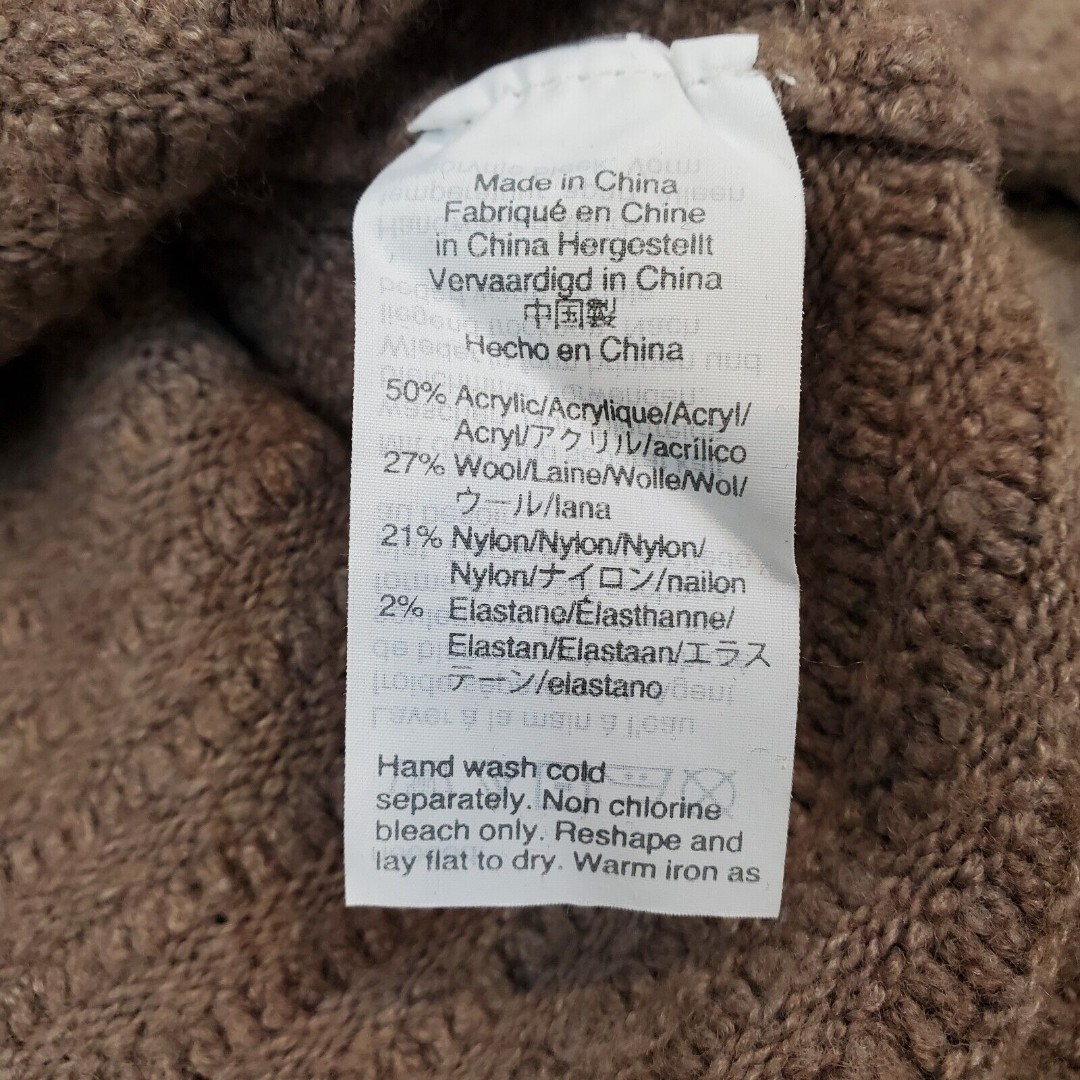 Made in China
Fabriqué en Chine
in China Hergestellt
Vervaardigd in China
中国製
Hecho en China
50% Acrylic/Acrylique/Acryl/
Acryl/アクリル/acrílico
27% Wool/Laine/Wolle/Wol/
ウール/lana
21% Nylon/Nylon/Nylon/
Nylon/ナイロン/nailon
2% Elastane/Élasthanne/
Elastan/Elastaan/エラス
テーン/elastano
Hand wash cold
separately. Non chlorine
bleach only. Reshape and
lay flat to dry. Warm iron as